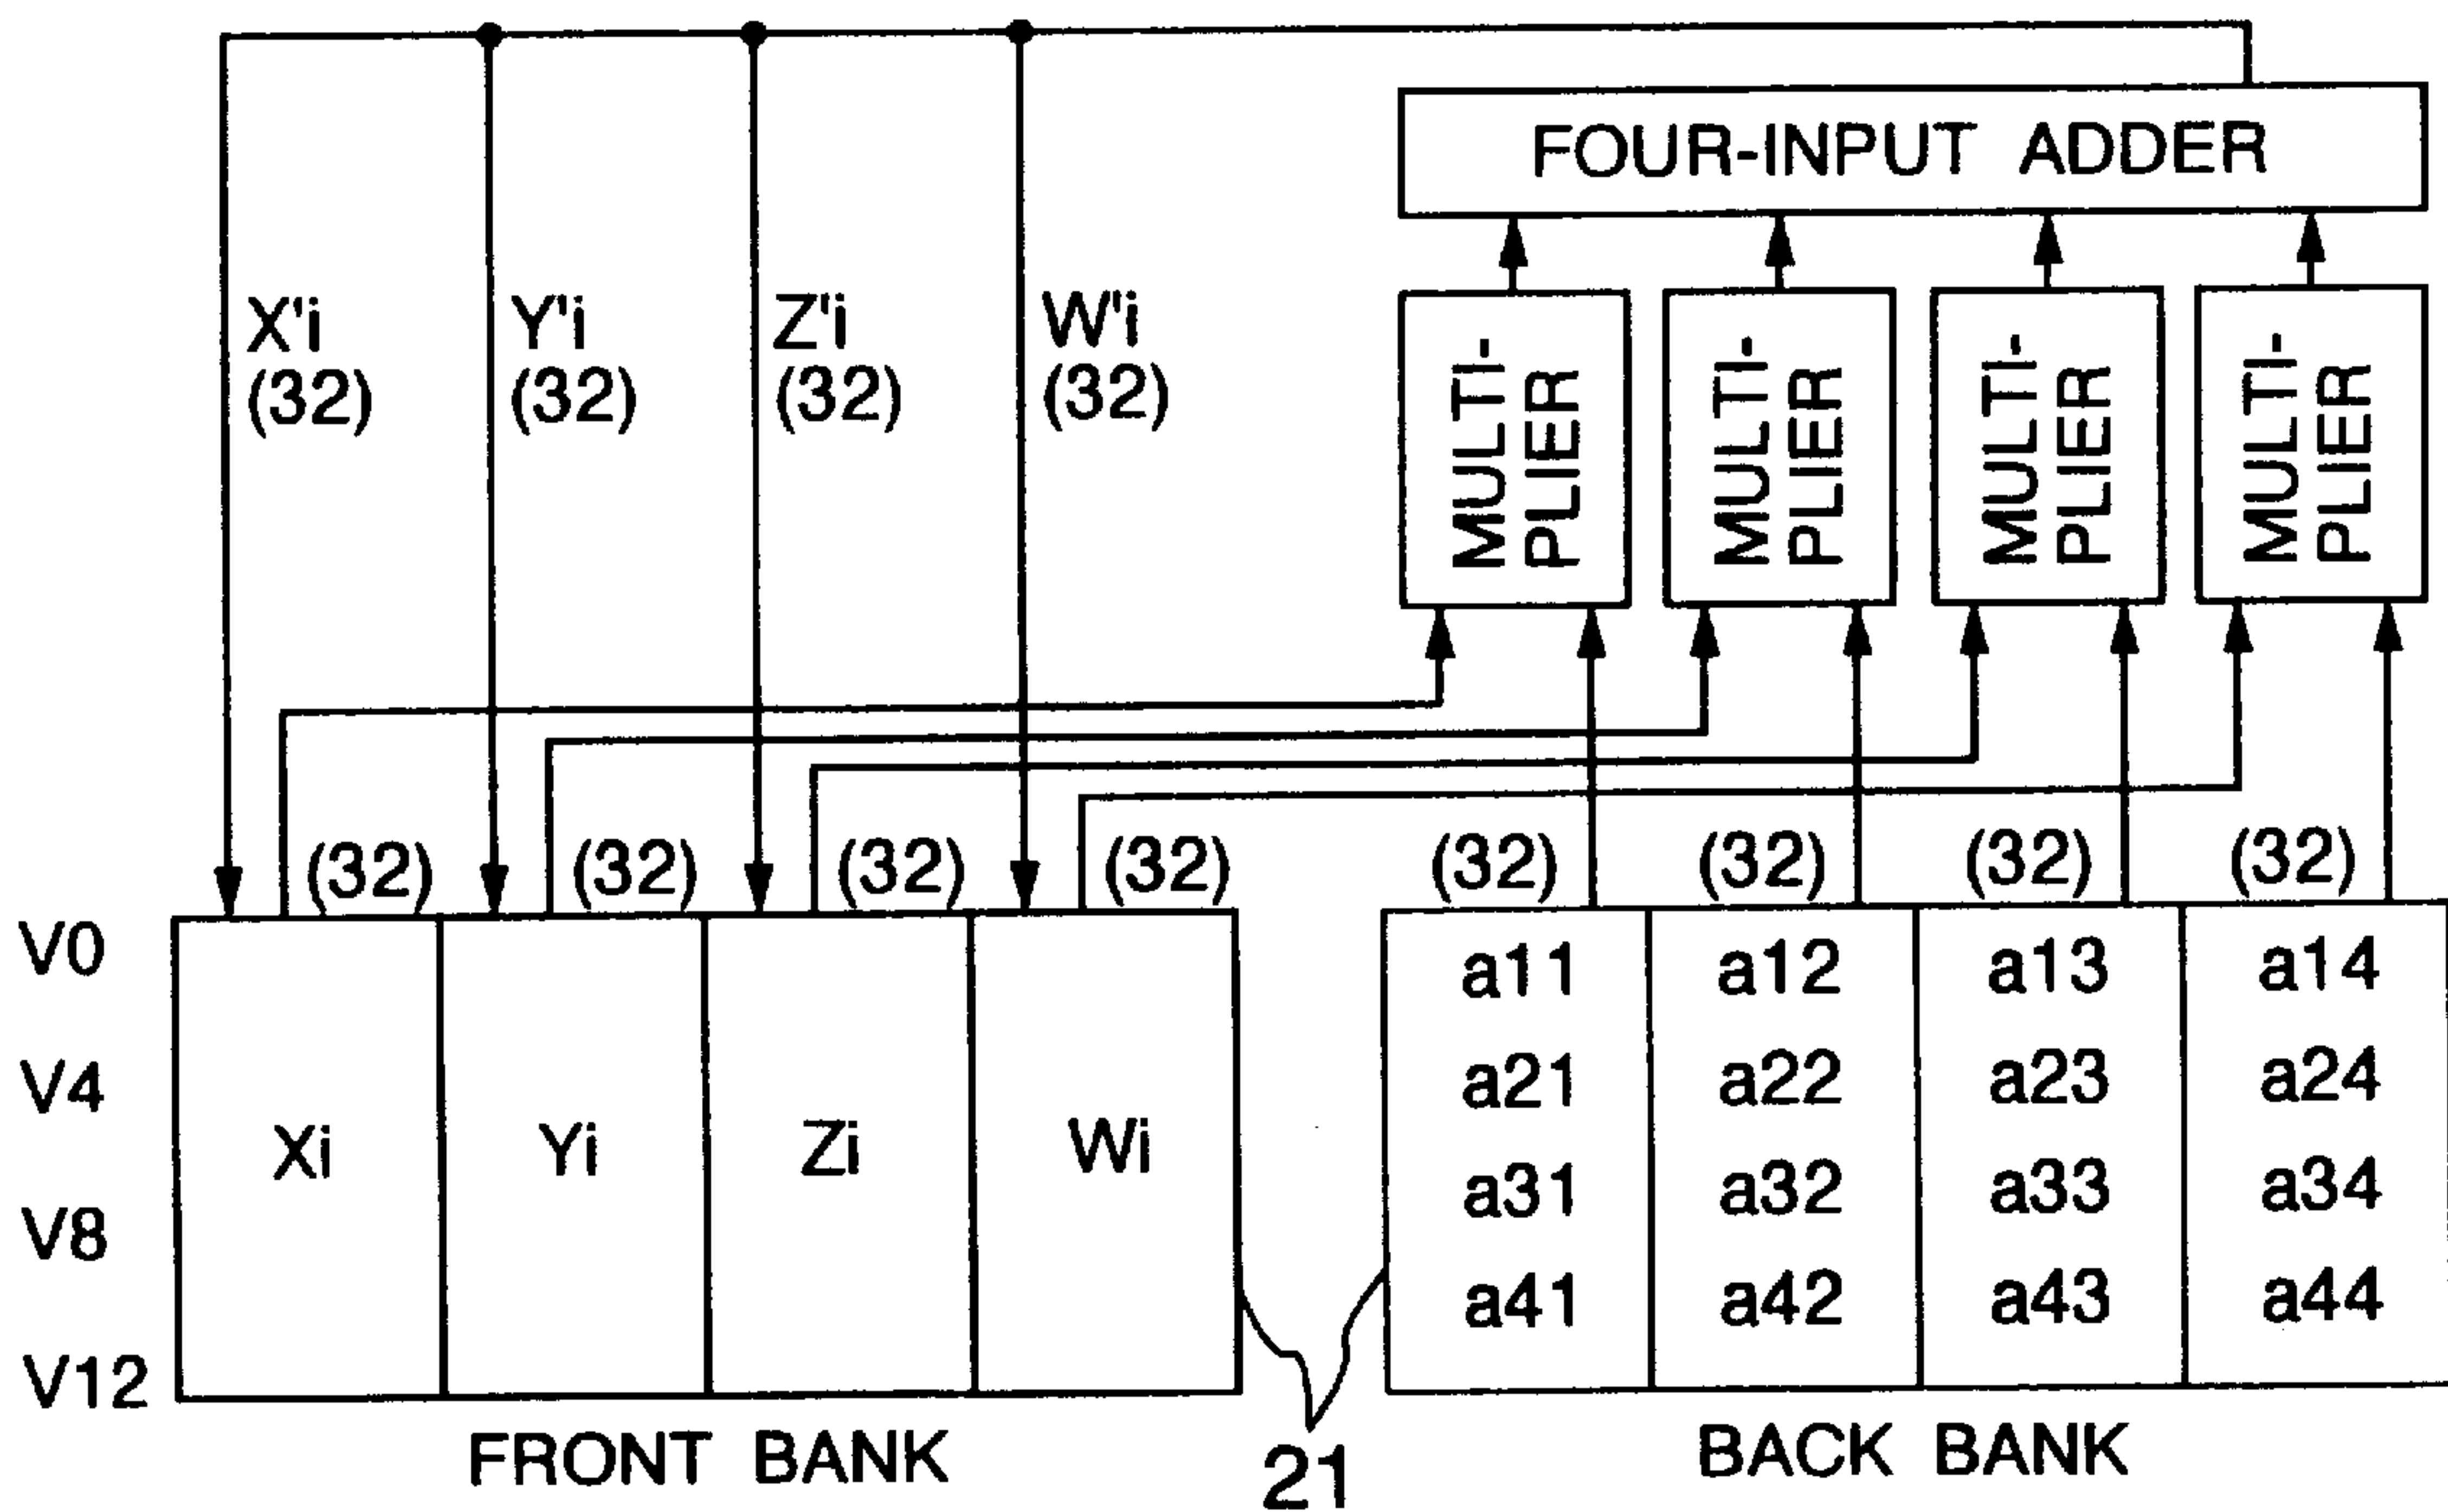 FOUR-INPUT ADDER
X'i
(32)
Y'i
(32)
Z'i
(32)
W'i
(32)
MULTI-
PLIER
MULTI-
PLIER
MULTI-
PLIER
MULTI-
PLIER
(32) (32) (32) (32) (32) (32) (32) (32)
V0
V4
V8
V12
Xi Yi Zi Wi
a11 a12 a13 a14
a21 a22 a23 a24
a31 a32 a33 a34
a41 a42 a43 a44
FRONT BANK
21
BACK BANK